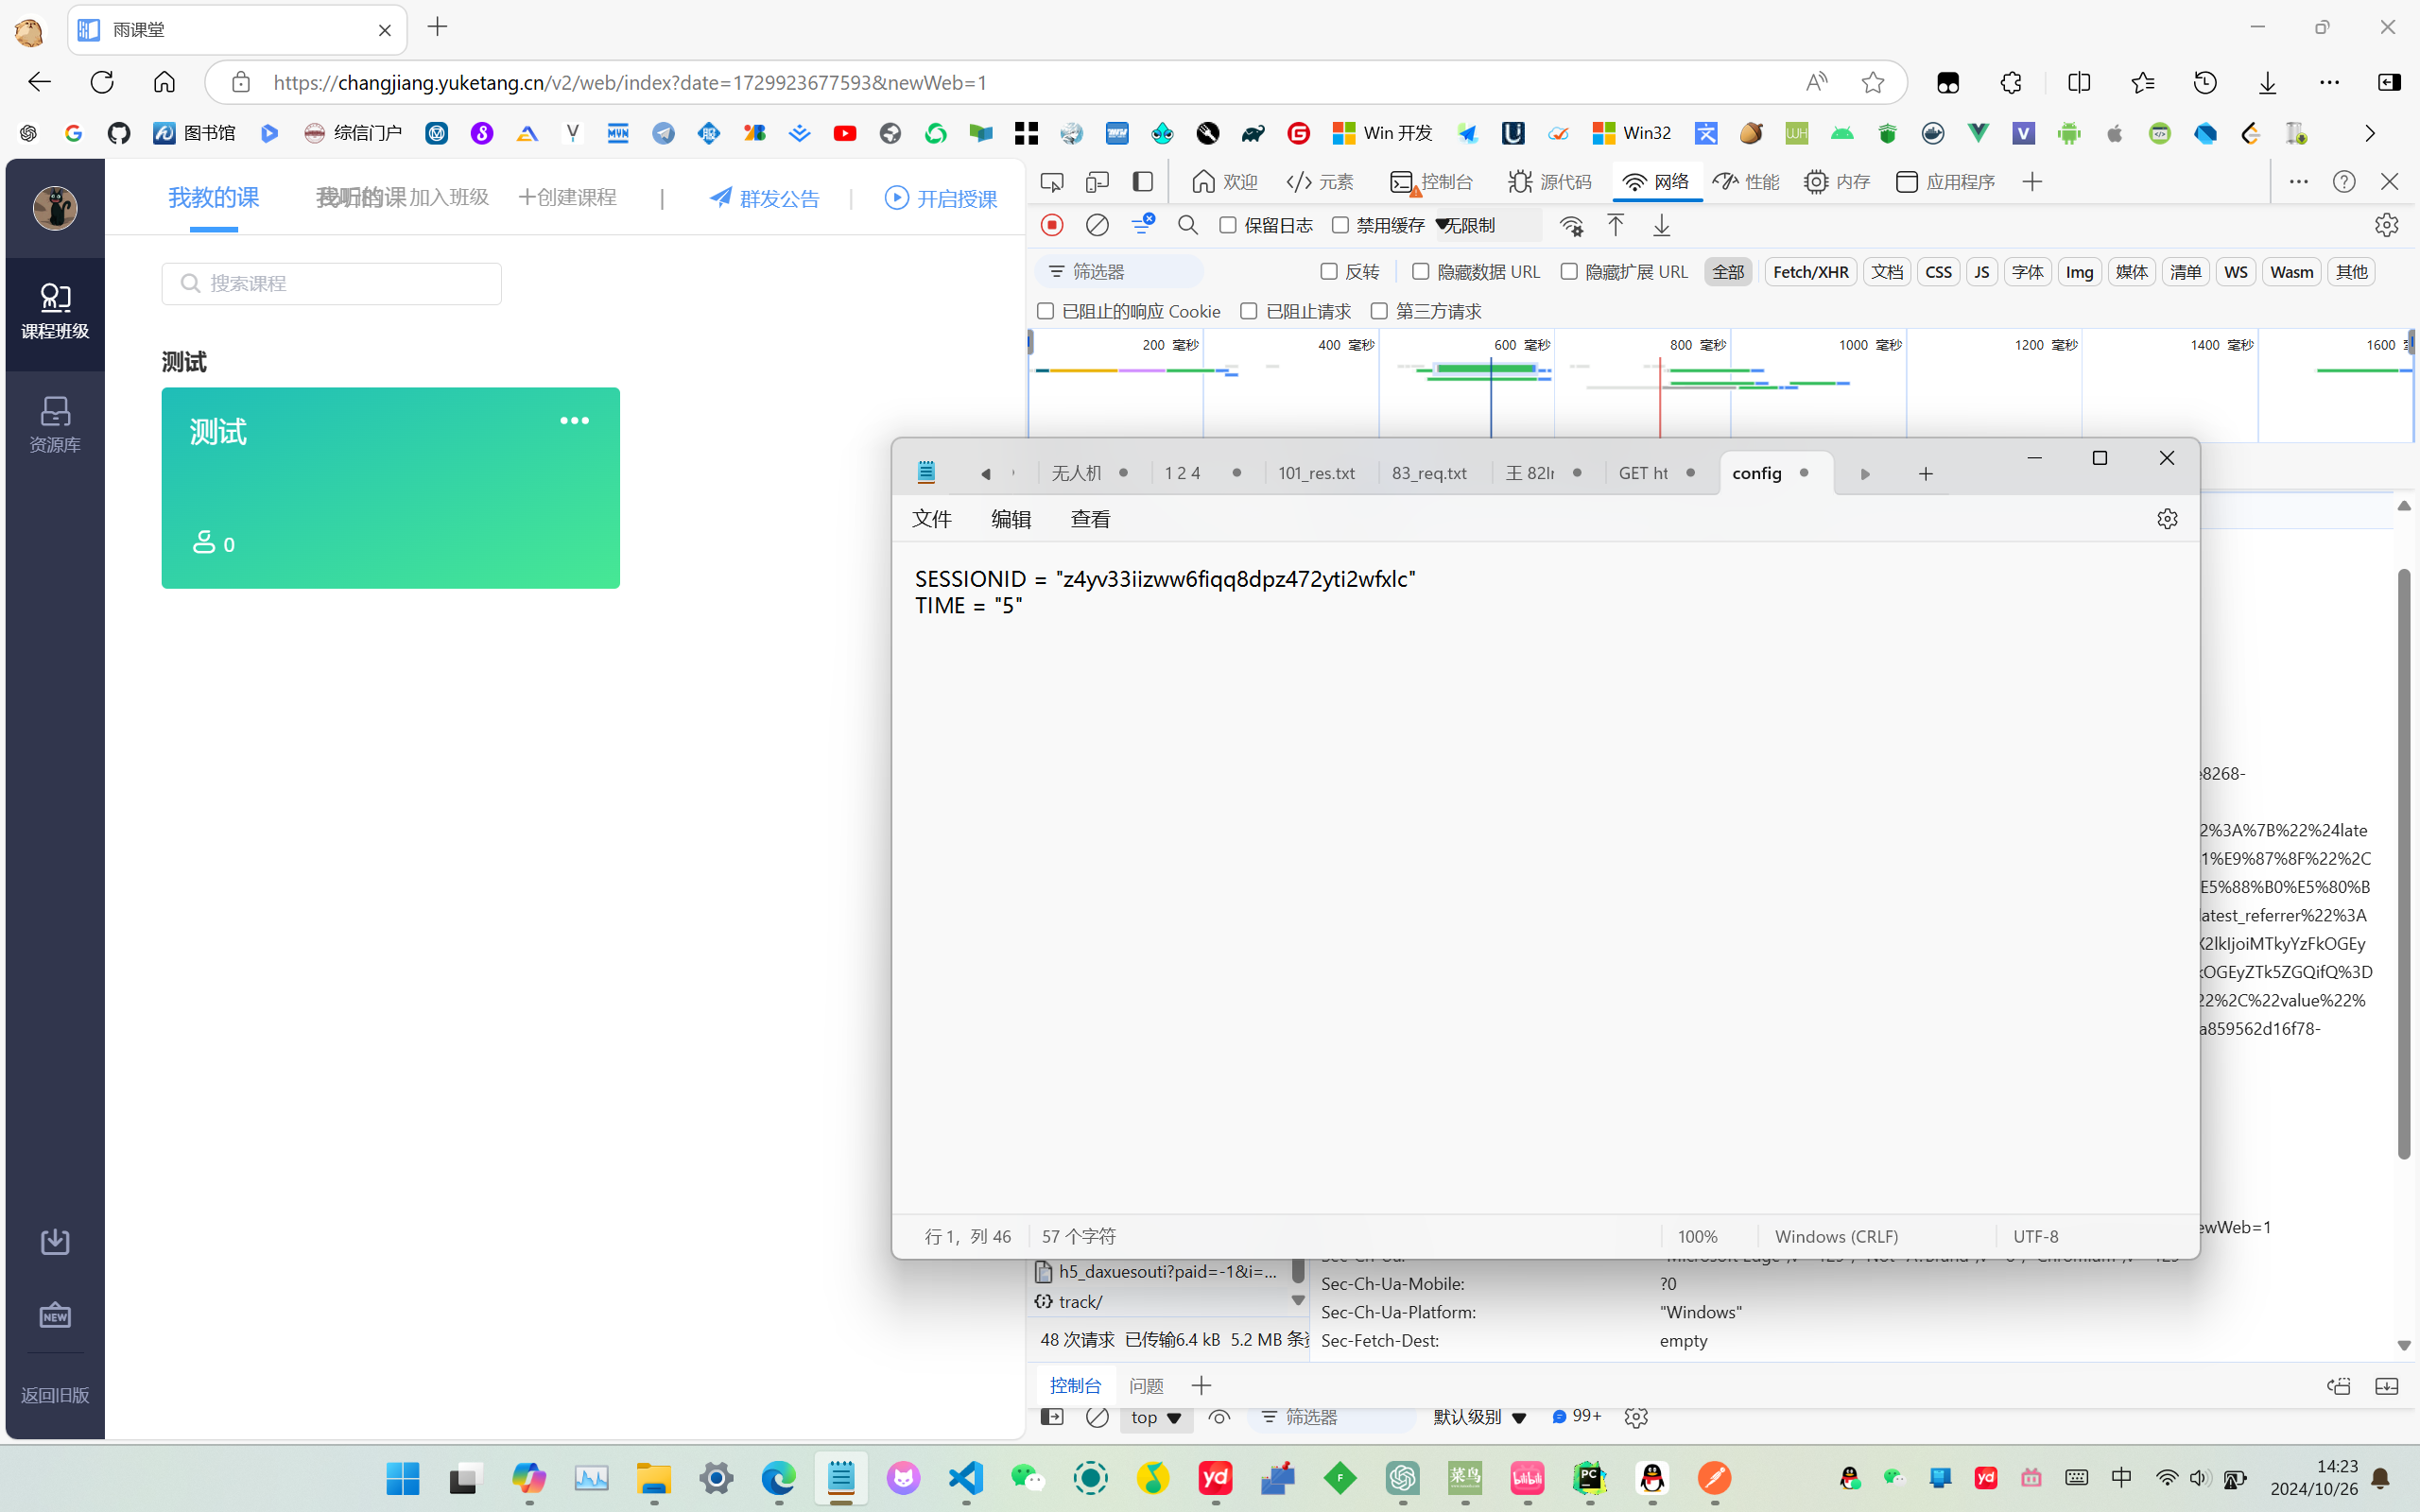 雨课堂
https://changjiang.yuketang.cn/v2/web/index?date=1729923677593&newWeb=1
图书馆
综信门户
Win 开发
Win32
我教的课
我听的课
加入班级
创建课程
群发公告
开启授课
课程班级
资源库
搜索课程
测试
测试
0
NEW
返回旧版
欢迎
元素
控制台
源代码
网络
性能
内存
应用程序
保留日志
禁用缓存
无限制
筛选器
反转
隐藏数据 URL
隐藏扩展 URL
全部
Fetch/XHR
文档
CSS
JS
字体
Img
媒体
清单
WS
Wasm
其他
已阻止的响应 Cookie
已阻止请求
第三方请求
200 毫秒
400 毫秒
600 毫秒
800 毫秒
1000 毫秒
1200 毫秒
1400 毫秒
1600
无人机
1 2 4
101_res.txt
83_req.txt
王 82
GET ht
config
文件
编辑
查看
SESSIONID = "z4yv33iizww6fiqq8dpz472yti2wfxlc"
TIME = "5"
行 1，列 46
57 个字符
100%
Windows (CRLF)
UTF-8
e8268-
2%3A%7B%22%24late
1%E9%87%8F%22%2C
E5%88%B0%E5%80%B
latest_referrer%22%3A
X2lkIjoiMTkyYzFkOGEy
kOGEyZTk5ZGQifQ%3D
22%2C%22value%22%
a859562d16f78-
ewWeb=1
h5_daxuesouti?paid=-1&i=...
track/
Sec-Ch-Ua-Mobile:
?0
Sec-Ch-Ua-Platform:
"Windows"
Sec-Fetch-Dest:
empty
48 次请求
已传输6.4 kB
5.2 MB 条
控制台
问题
top
筛选器
默认级别
99+
14:23
2024/10/26
中